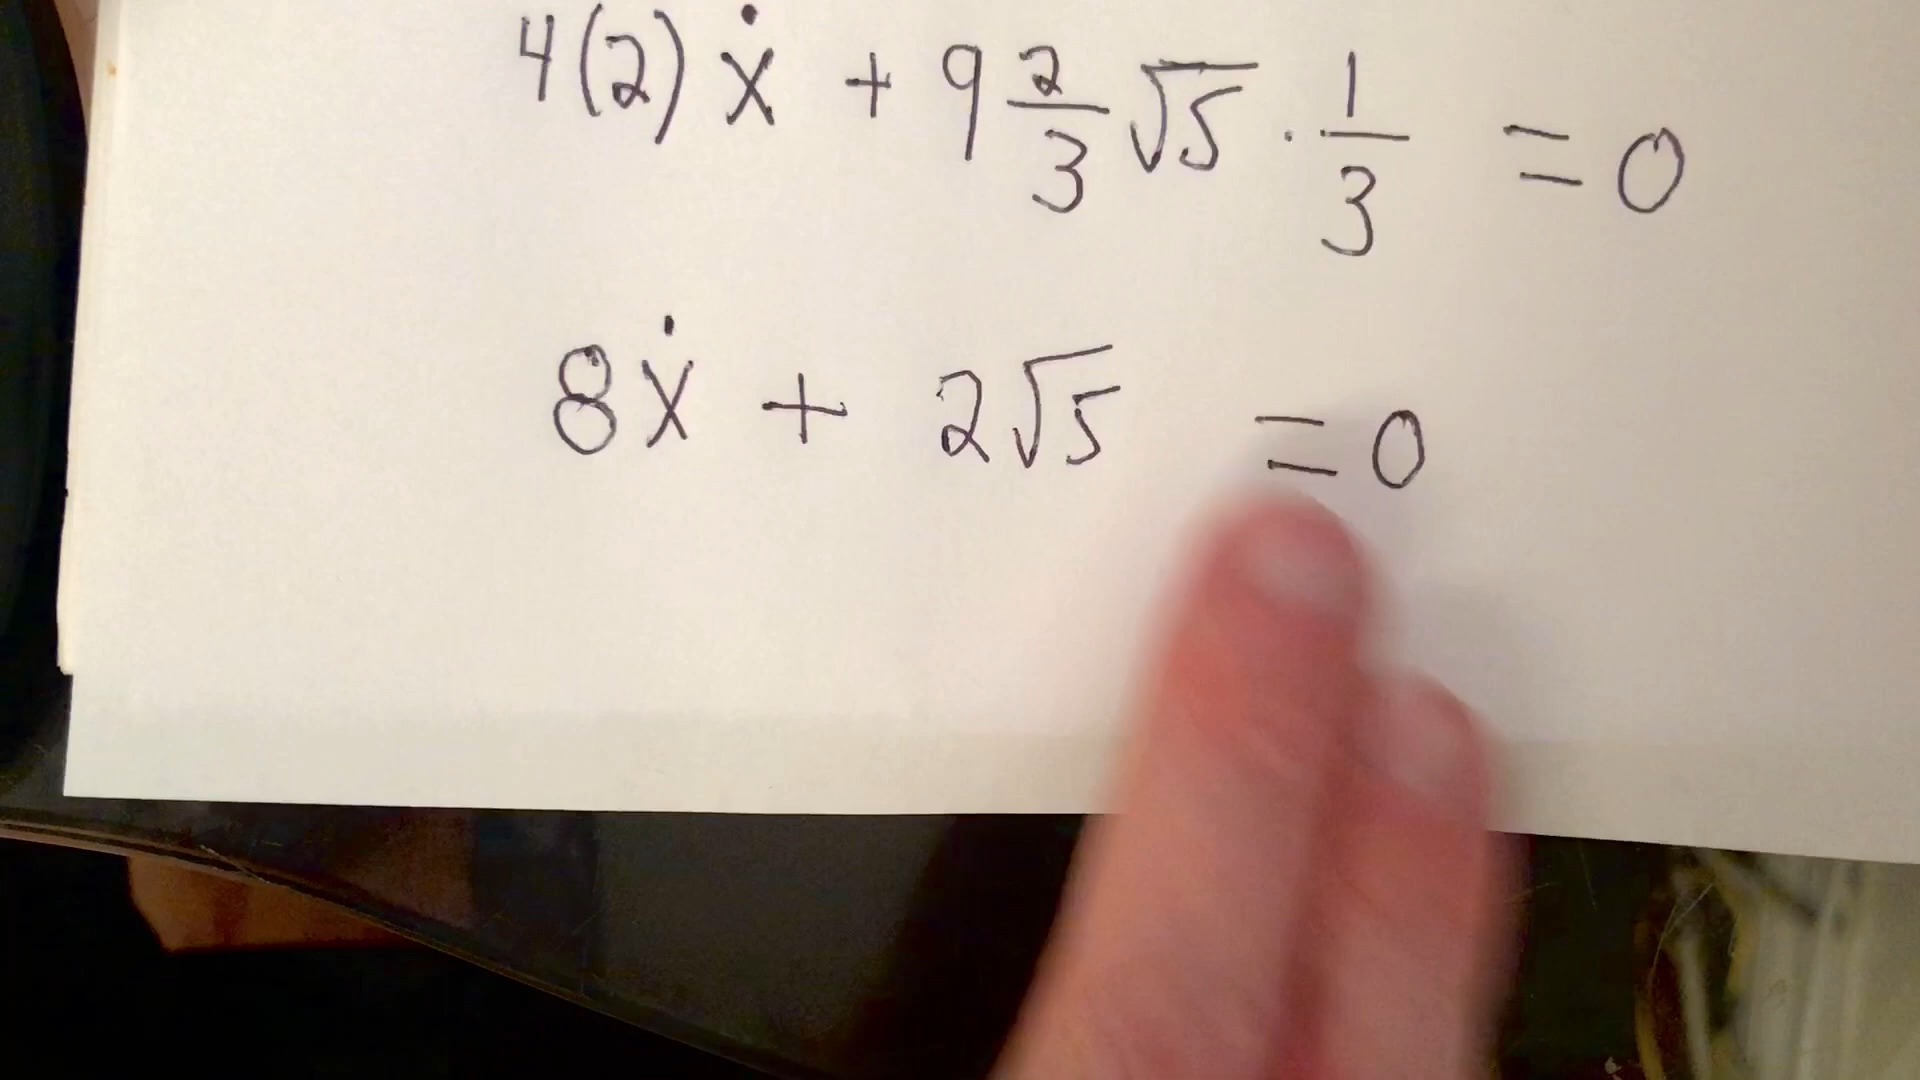 4(2)ẋ + 9 2/3 √5 · 1/3 = 0
8ẋ + 2√5 = 0